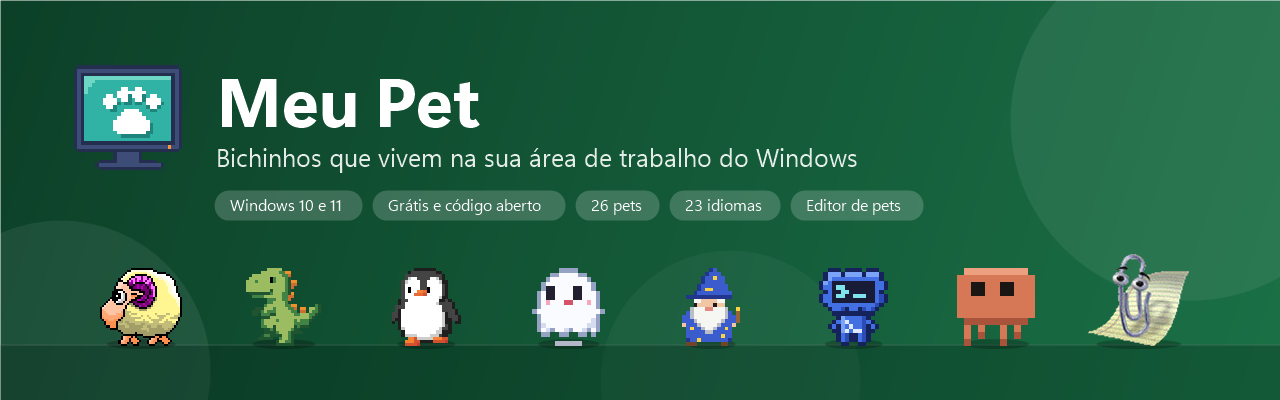 Meu Pet
Bichinhos que vivem na sua área de trabalho do Windows
Windows 10 e 11 Grátis e código aberto 26 pets 23 idiomas Editor de pets
>_